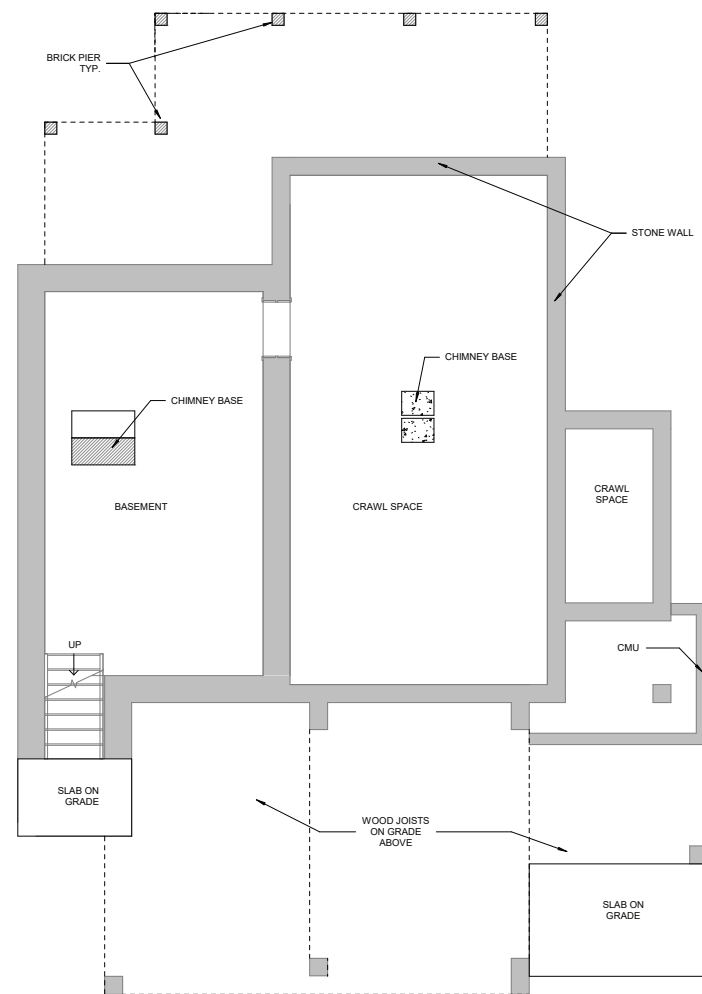 BRICK PIER
TYP.
STONE WALL
CHIMNEY BASE
CHIMNEY BASE
CRAWL
SPACE
BASEMENT
CRAWL SPACE
UP
CMU
SLAB ON
GRADE
WOOD JOISTS
ON GRADE
ABOVE
SLAB ON
GRADE